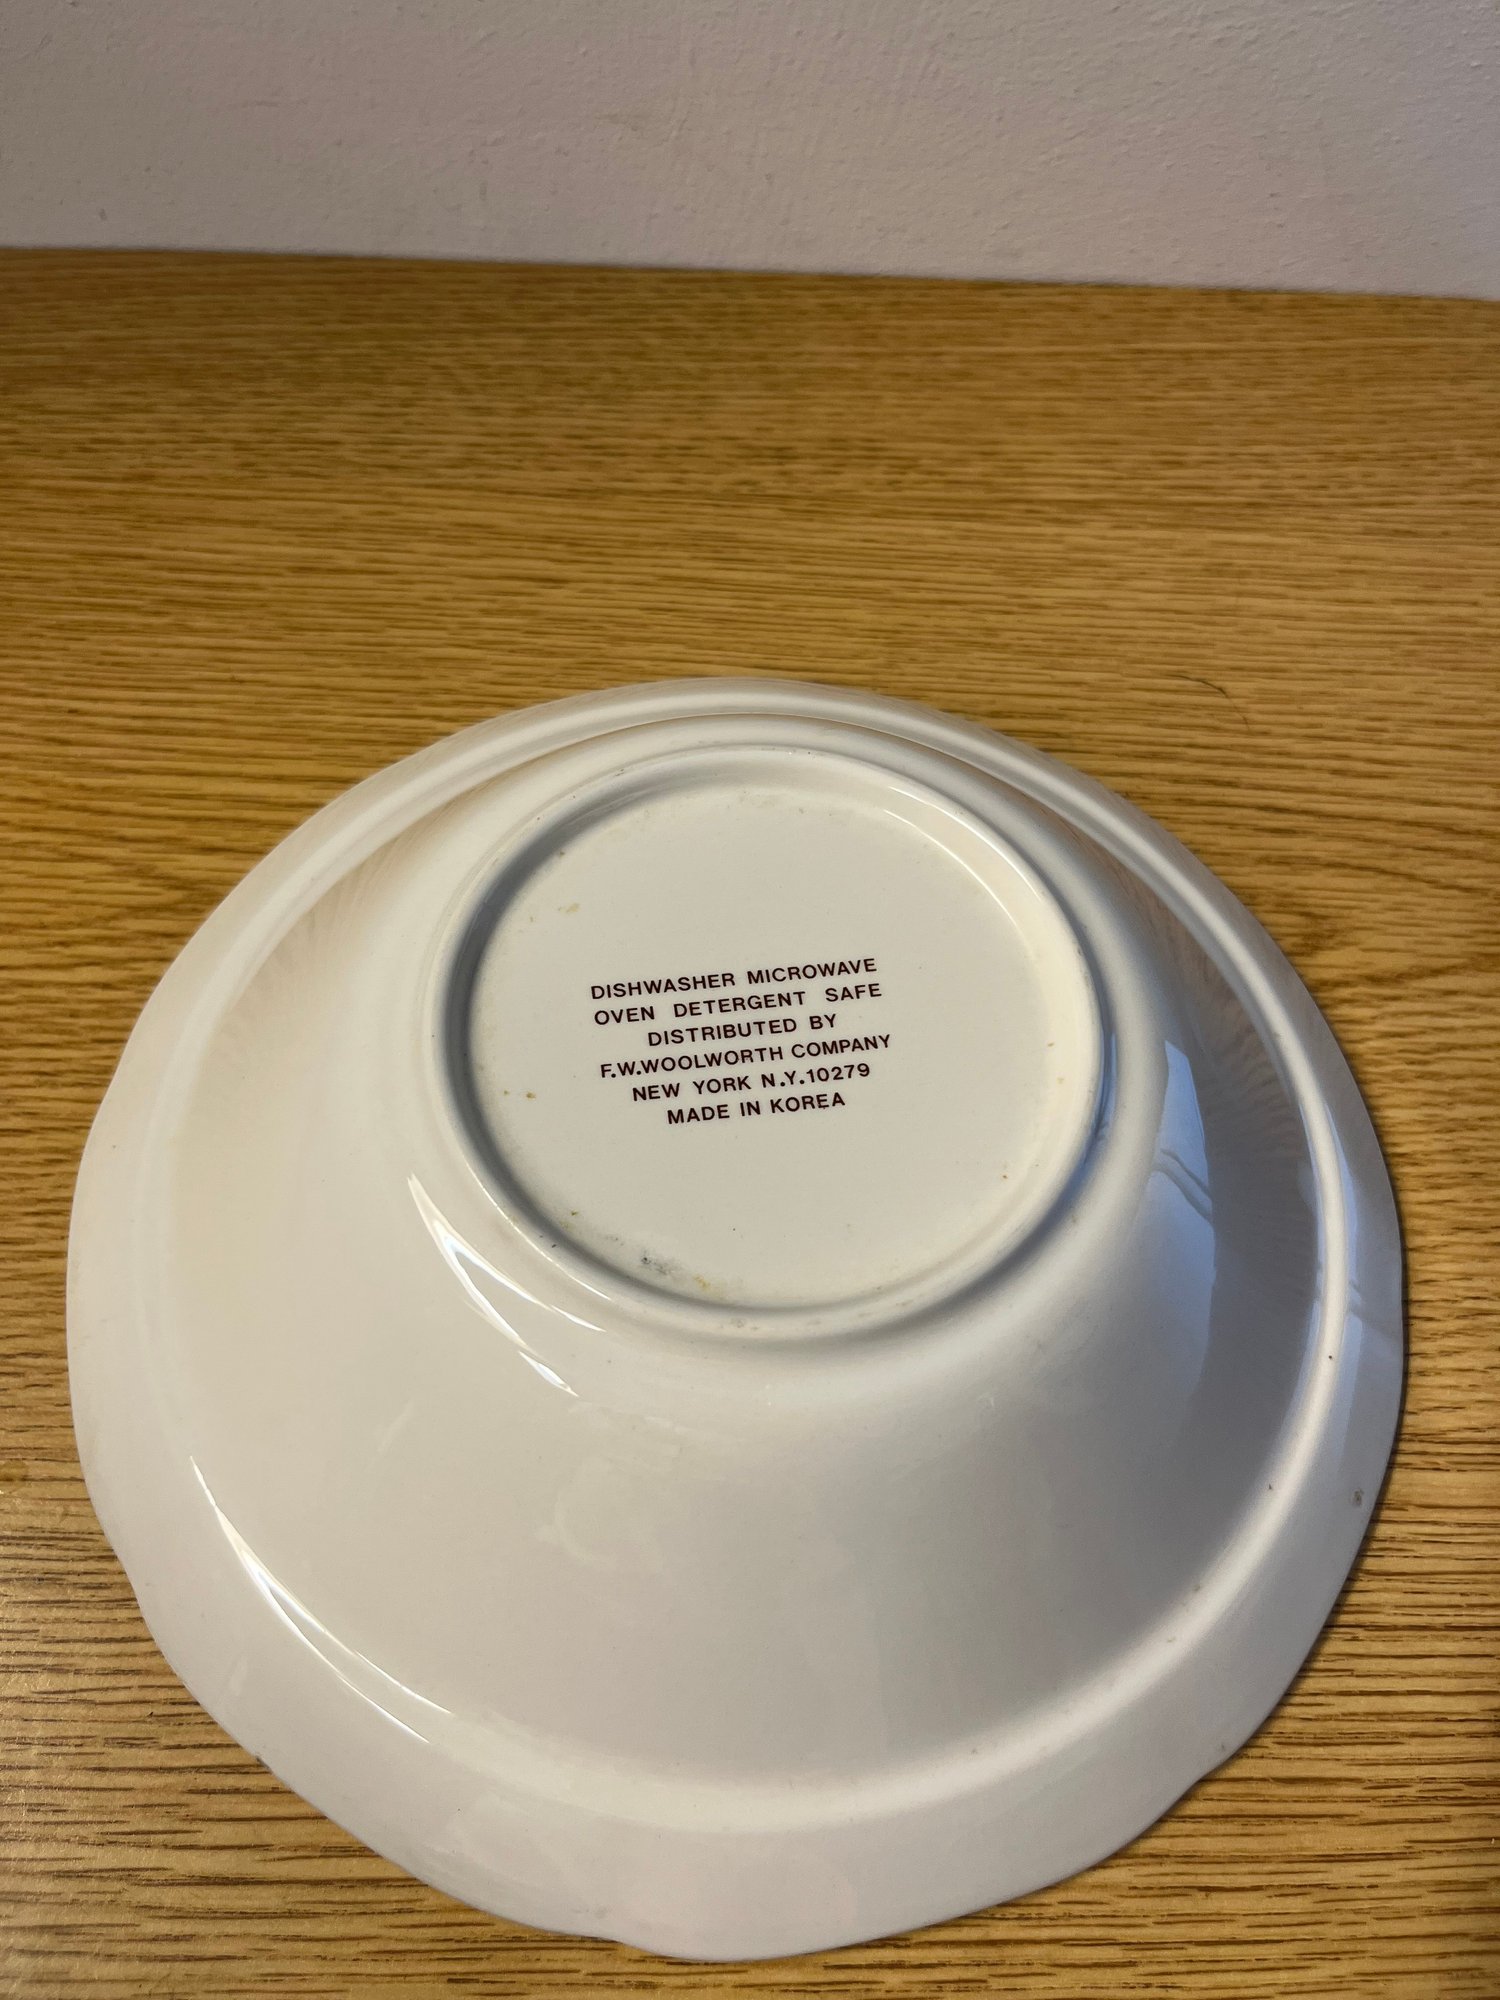 DISHWASHER MICROWAVE
OVEN DETERGENT SAFE
DISTRIBUTED BY
F.W.WOOLWORTH COMPANY
NEW YORK N.Y.10279
MADE IN KOREA